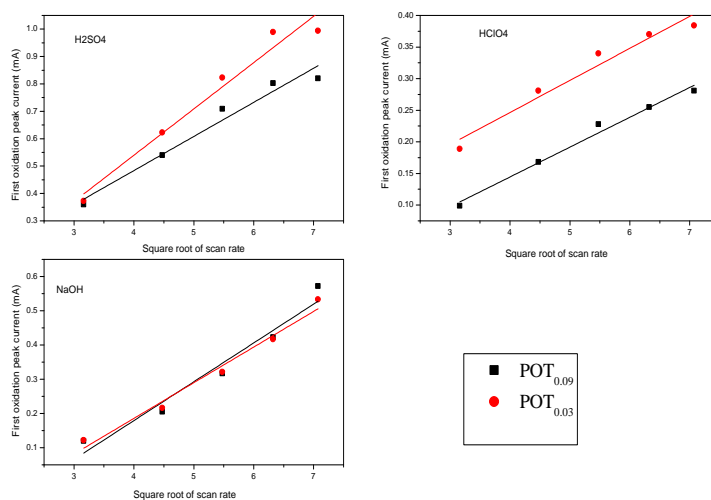 H2SO4
First oxidation peak current (mA)
1.0
0.9
0.8
0.7
0.6
0.5
0.4
0.3
3 4 5 6 7
Square root of scan rate
HClO4
First oxidation peak current (mA)
0.40
0.35
0.30
0.25
0.20
0.15
0.10
3 4 5 6 7
Square root of scan rate
NaOH
First oxidation peak current (mA)
0.6
0.5
0.4
0.3
0.2
0.1
3 4 5 6 7
Square root of scan rate
POT0.09
POT0.03